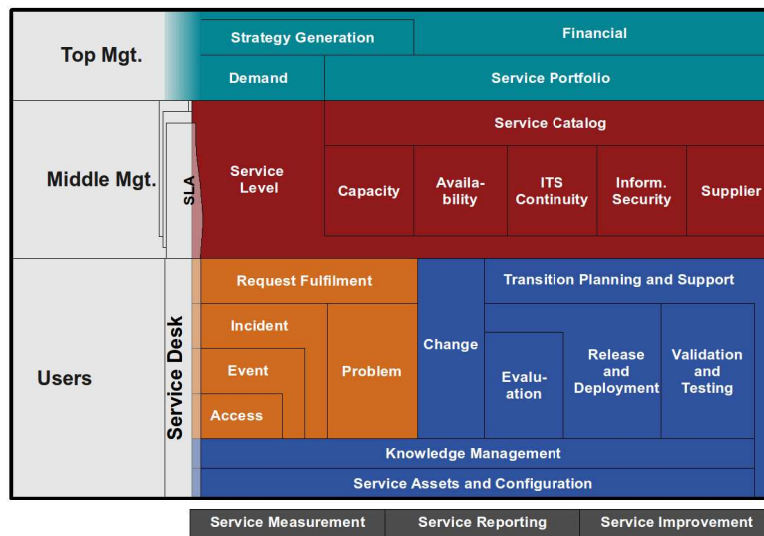 Top Mgt.
Strategy Generation
Financial
Demand
Service Portfolio
Middle Mgt.
SLA
Service
Level
Service Catalog
Capacity
Availa-
bility
ITS
Continuity
Inform.
Security
Supplier
Users
Service Desk
Request Fulfilment
Incident
Event
Access
Problem
Change
Transition Planning and Support
Evalu-
ation
Release
and
Deployment
Validation
and
Testing
Knowledge Management
Service Assets and Configuration
Service Measurement
Service Reporting
Service Improvement